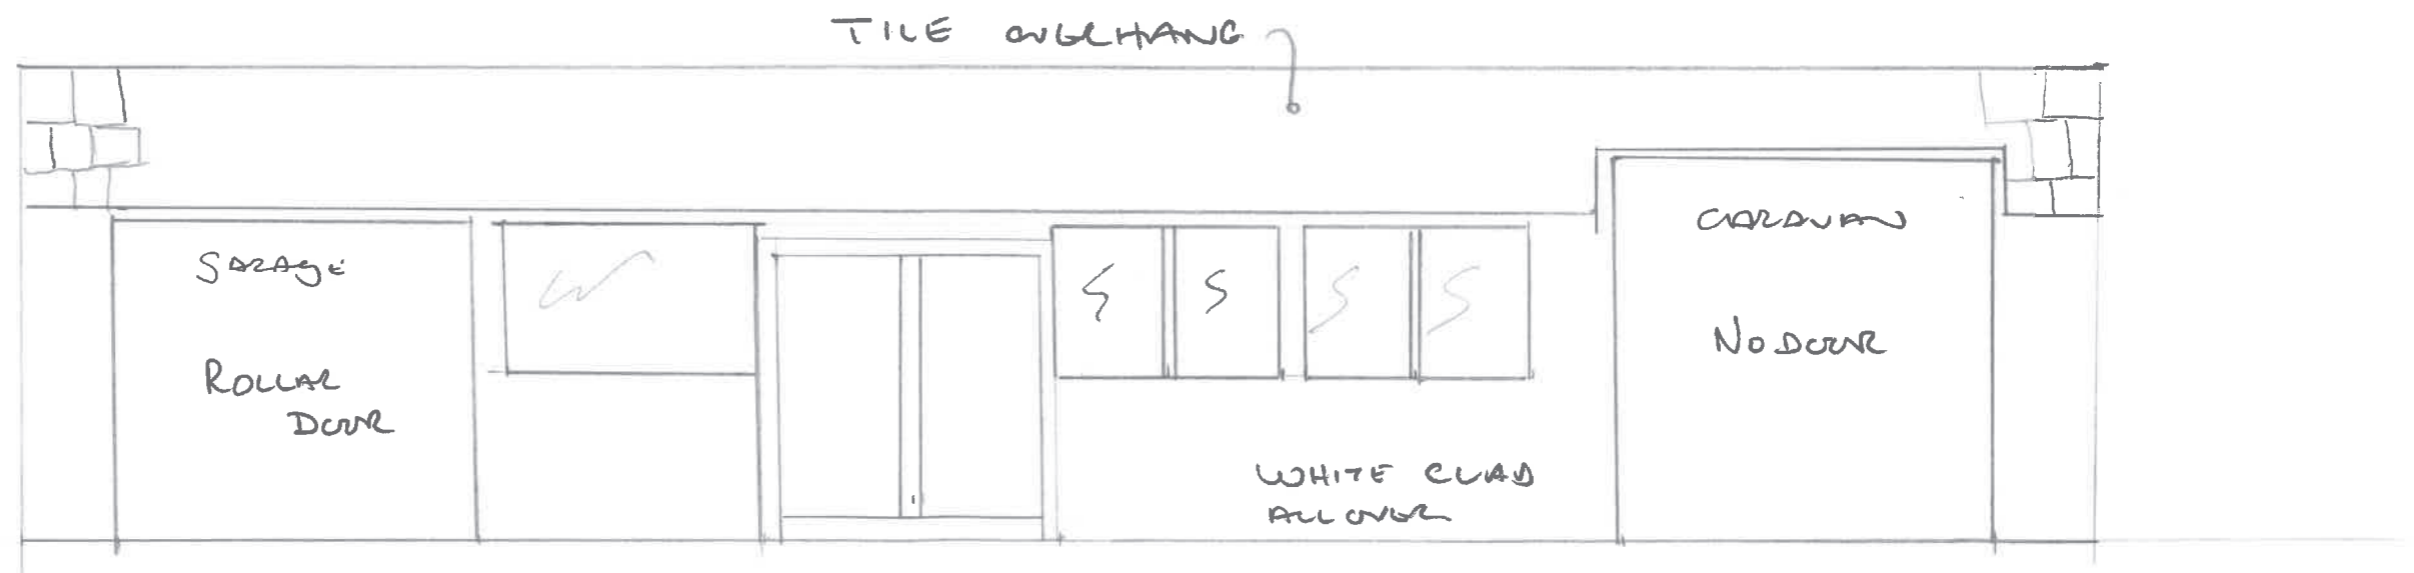 TILE OVERHANG
GARAGE
ROLLAR
DOOR
W
S S S S
CARAVAN
NO DOOR
WHITE CLAD
ALL OVER